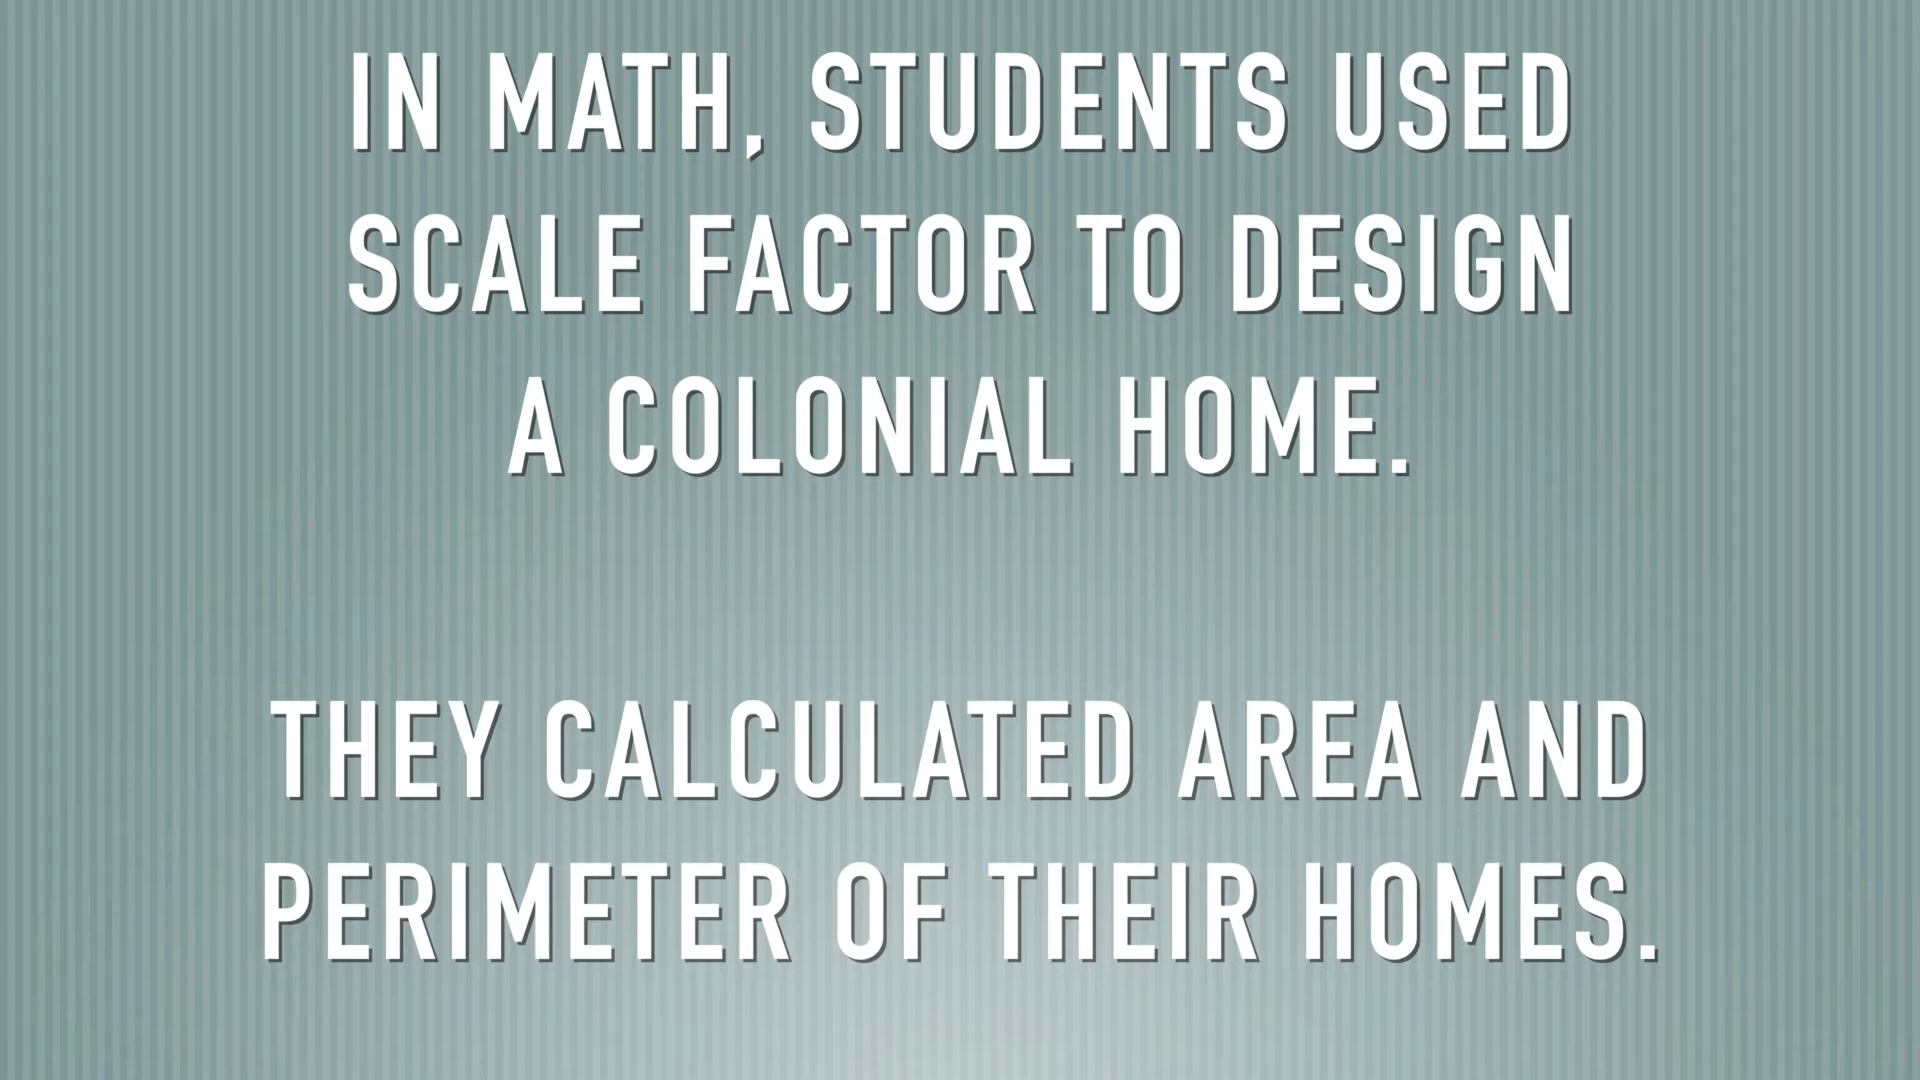 IN MATH, STUDENTS USED
SCALE FACTOR TO DESIGN
A COLONIAL HOME.
THEY CALCULATED AREA AND
PERIMETER OF THEIR HOMES.